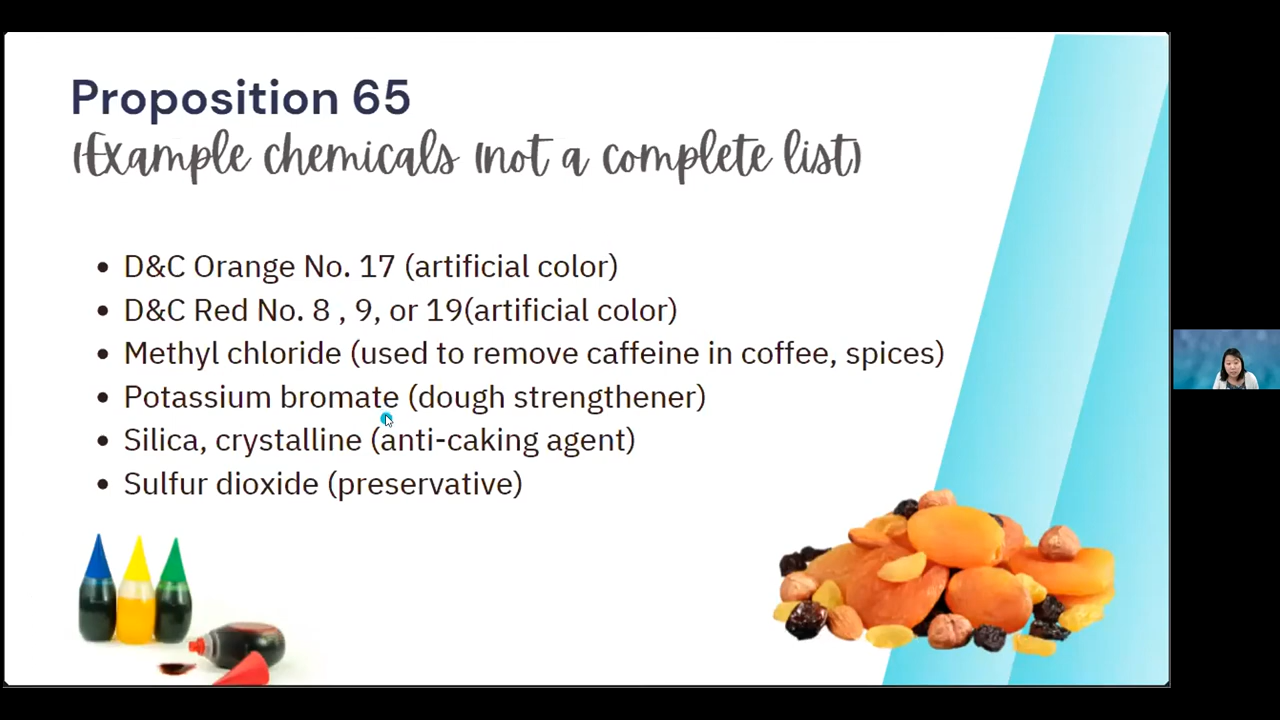 Proposition 65
(Example chemicals (not a complete list)
• D&C Orange No. 17 (artificial color)
• D&C Red No. 8 , 9, or 19(artificial color)
• Methyl chloride (used to remove caffeine in coffee, spices)
• Potassium bromate (dough strengthener)
• Silica, crystalline (anti-caking agent)
• Sulfur dioxide (preservative)